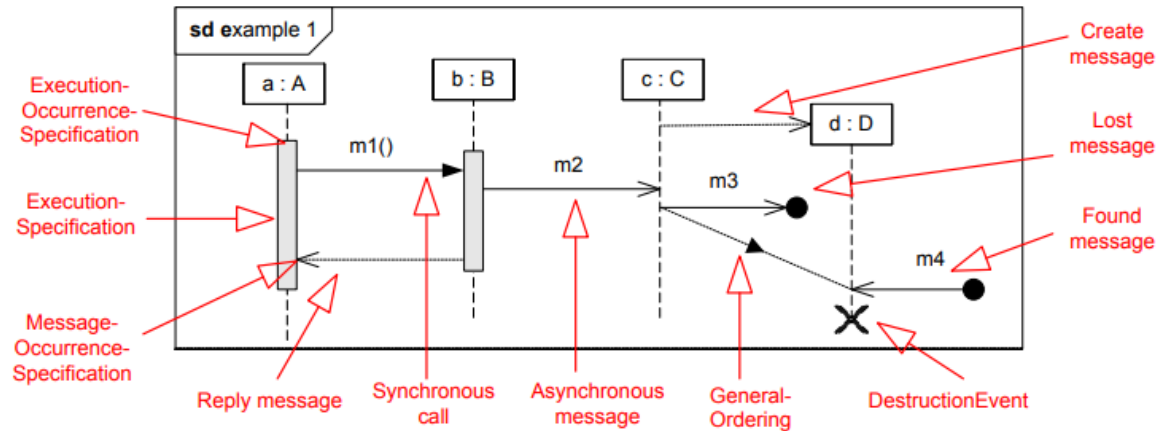 sd example 1
Create
message
a : A
b : B
c : C
Execution-
Occurrence-
Specification
d : D
Lost
message
m1()
m2
m3
Execution-
Specification
Found
message
m4
Message-
Occurrence-
Specification
Reply message
Synchronous
call
Asynchronous
message
General-
Ordering
DestructionEvent